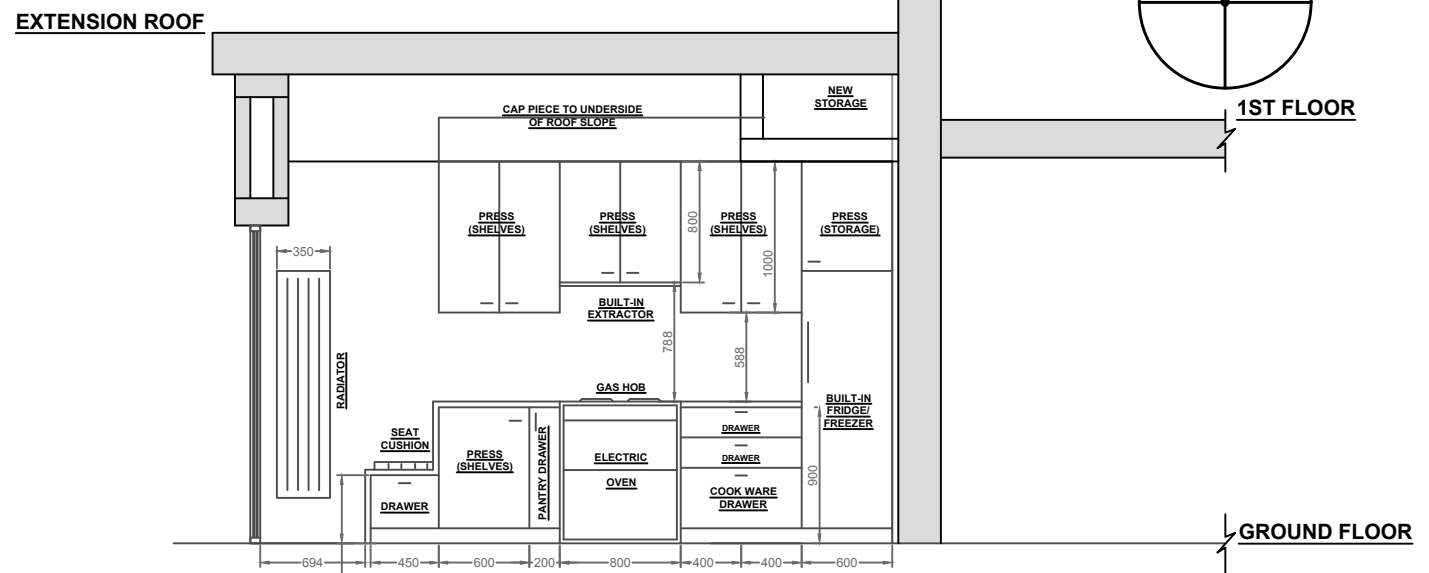 EXTENSION ROOF
NEW
STORAGE
CAP PIECE TO UNDERSIDE
OF ROOF SLOPE
1ST FLOOR
PRESS
(SHELVES)
PRESS
(SHELVES)
800
PRESS
(SHELVES)
1000
PRESS
(STORAGE)
350
BUILT-IN
EXTRACTOR
788
588
RADIATOR
GAS HOB
BUILT-IN
FRIDGE/
FREEZER
SEAT
CUSHION
PRESS
(SHELVES)
PANTRY DRAWER
ELECTRIC
OVEN
DRAWER
DRAWER
COOK WARE
DRAWER
900
DRAWER
GROUND FLOOR
694
450
600
200
800
400
400
600